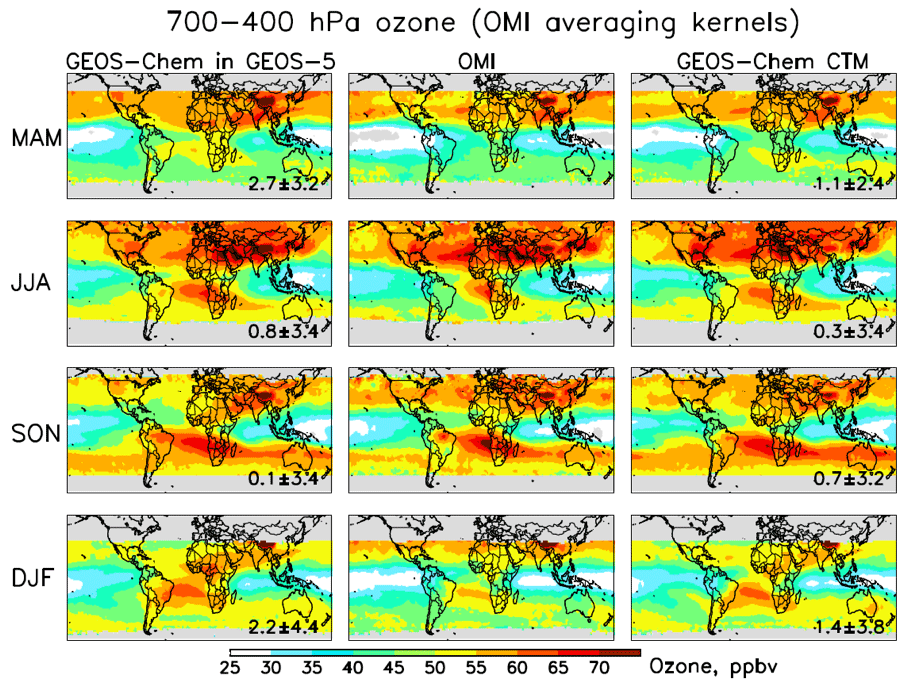 700–400 hPa ozone (OMI averaging kernels)
GEOS–Chem in GEOS–5 OMI GEOS–Chem CTM
MAM
2.7±3.2 1.1±2.4
JJA
0.8±3.4 0.3±3.4
SON
0.1±3.4 0.7±3.2
DJF
2.2±4.4 1.4±3.8
25 30 35 40 45 50 55 60 65 70 Ozone, ppbv